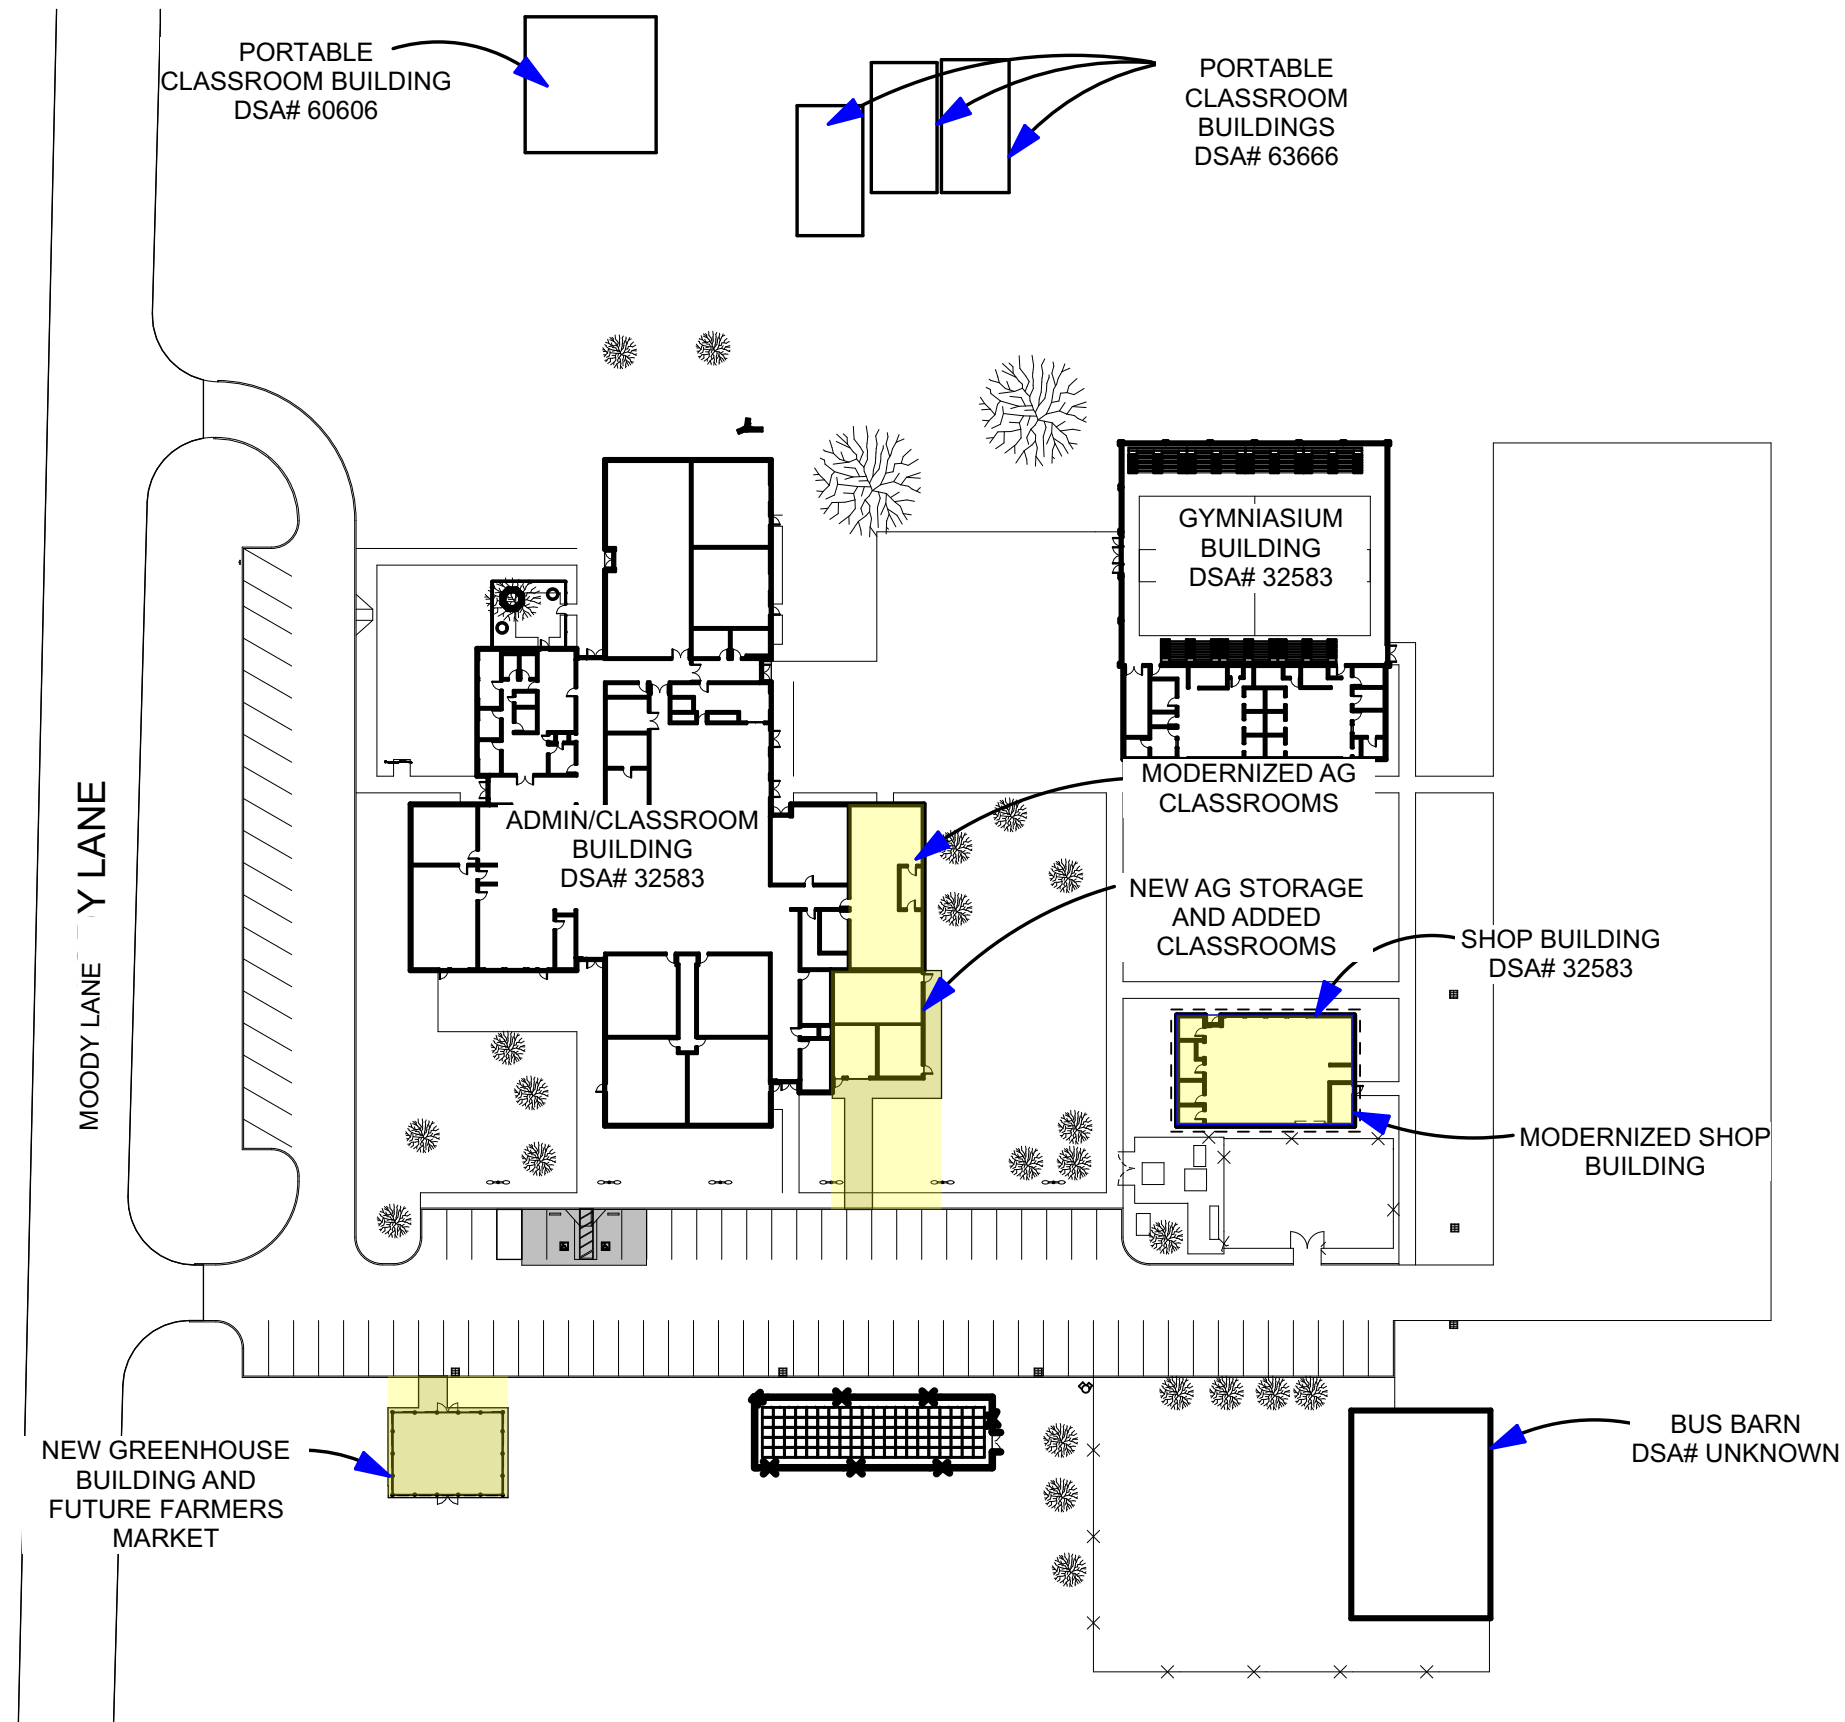 PORTABLE
CLASSROOM BUILDING
DSA# 60606
PORTABLE
CLASSROOM
BUILDINGS
DSA# 63666
GYMNIASIUM
BUILDING
DSA# 32583
MODERNIZED AG
CLASSROOMS
ADMIN/CLASSROOM
BUILDING
DSA# 32583
NEW AG STORAGE
AND ADDED
CLASSROOMS
SHOP BUILDING
DSA# 32583
MODERNIZED SHOP
BUILDING
MOODY LANE
Y LANE
NEW GREENHOUSE
BUILDING AND
FUTURE FARMERS
MARKET
BUS BARN
DSA# UNKNOWN